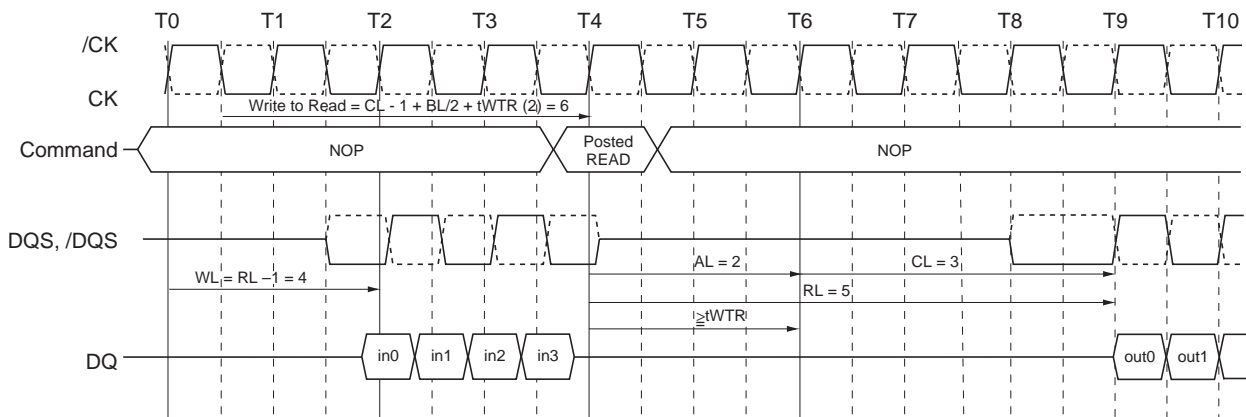 T0 T1 T2 T3 T4 T5 T6 T7 T8 T9 T10
/CK
CK
Write to Read = CL - 1 + BL/2 + tWTR (2) = 6
Command NOP Posted READ NOP
DQS, /DQS
AL = 2 CL = 3
WL = RL –1 = 4
RL = 5
≧tWTR
DQ in0 in1 in2 in3 out0 out1